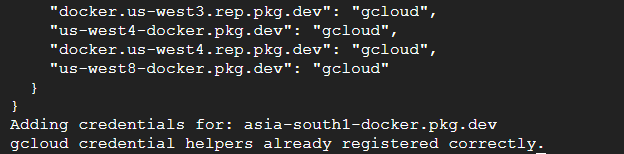 "docker.us-west3.rep.pkg.dev": "gcloud",
"us-west4-docker.pkg.dev": "gcloud",
"docker.us-west4.rep.pkg.dev": "gcloud",
"us-west8-docker.pkg.dev": "gcloud"
}
}
Adding credentials for: asia-south1-docker.pkg.dev
gcloud credential helpers already registered correctly.